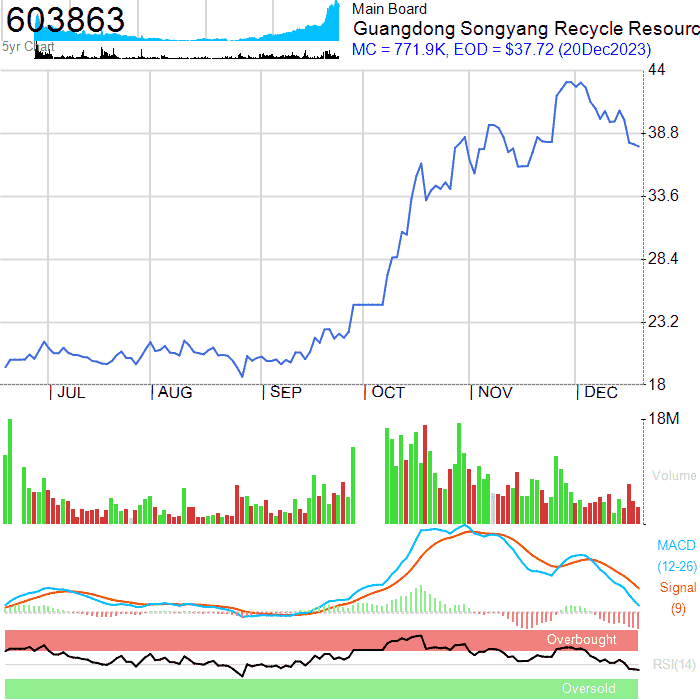 603863
5yr Chart
Main Board
Guangdong Songyang Recycle Resourc
MC = 771.9K, EOD = $37.72 (20Dec2023)
44
38.8
33.6
28.4
23.2
18
JUL AUG SEP OCT NOV DEC
18M
Volume
MACD
(12-26)
Signal
(9)
Overbought
RSI(14)
Oversold